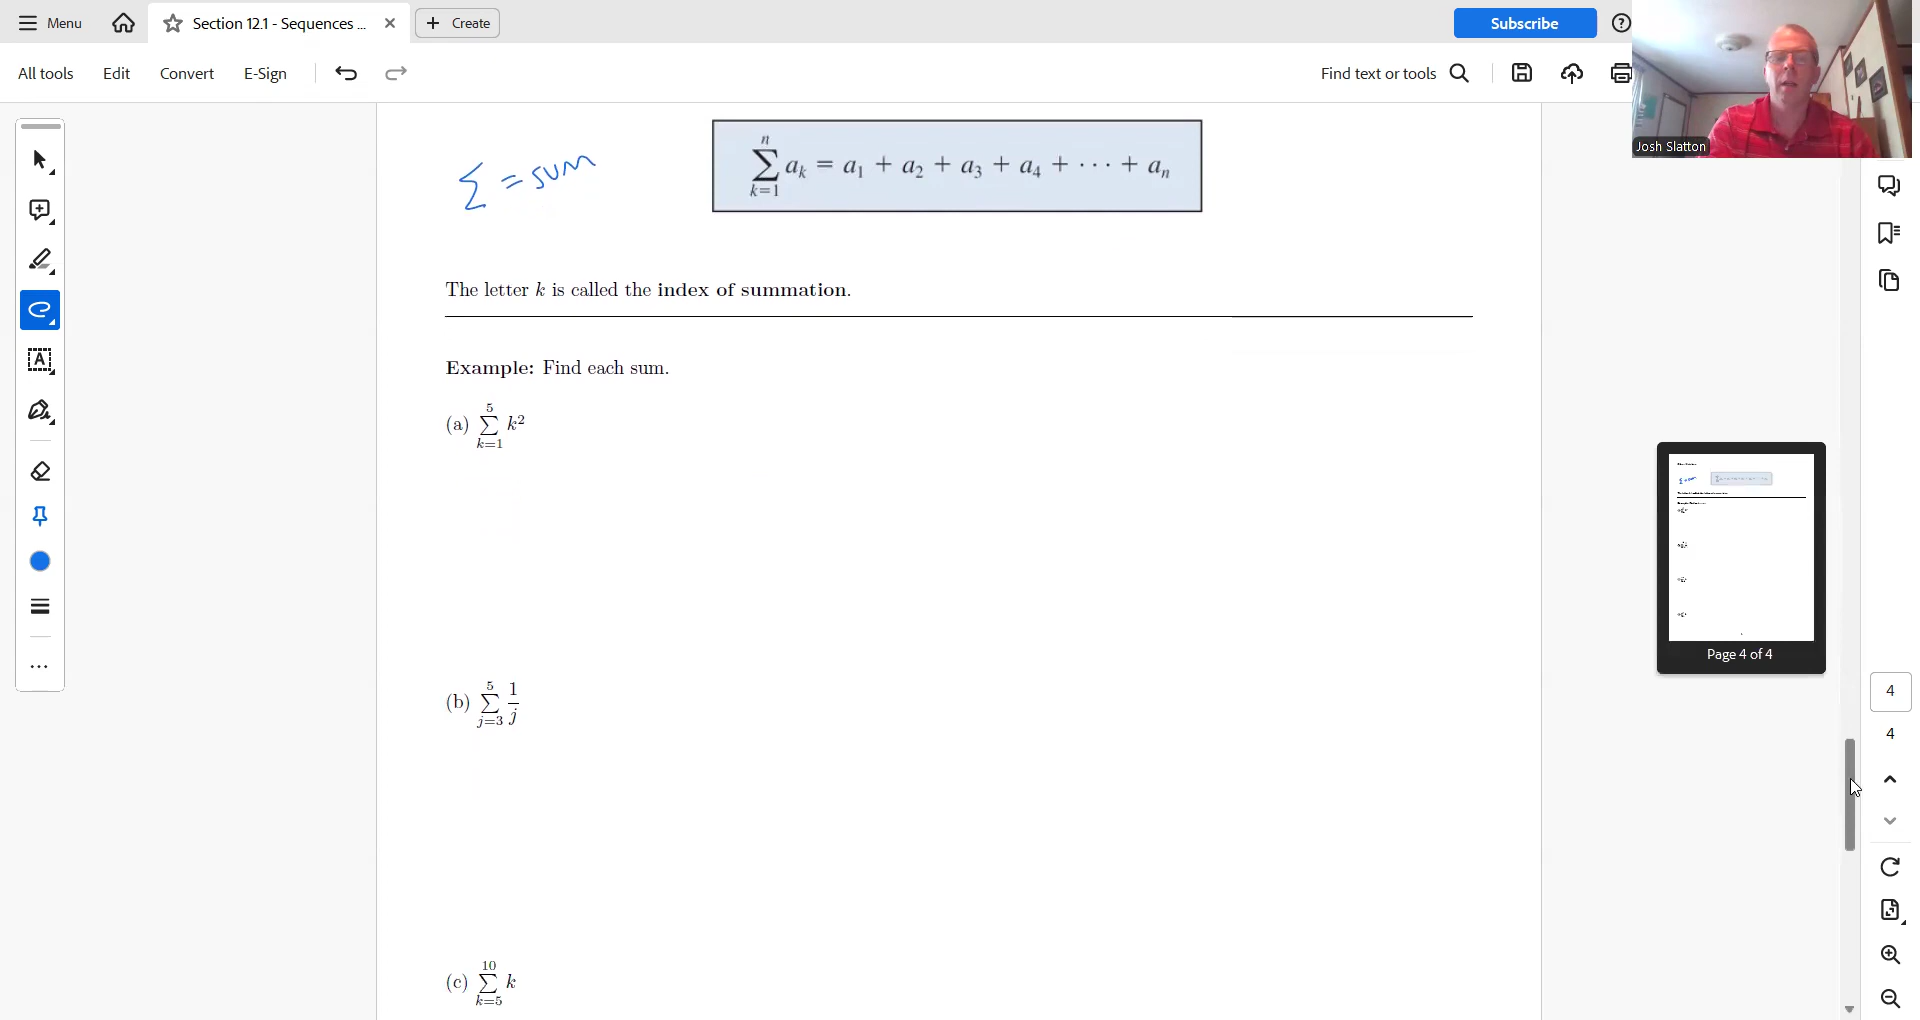 Menu
Section 12.1 - Sequences ...
Create
Subscribe
All tools Edit Convert E-Sign
Find text or tools
Josh Slatton
Σ = sum
\sum_{k=1}^{n} a_k = a_1 + a_2 + a_3 + a_4 + ··· + a_n
The letter k is called the index of summation.
Example: Find each sum.
(a) \sum_{k=1}^{5} k^2
(b) \sum_{j=3}^{5} \frac{1}{j}
(c) \sum_{k=5}^{10} k
Page 4 of 4
4
4